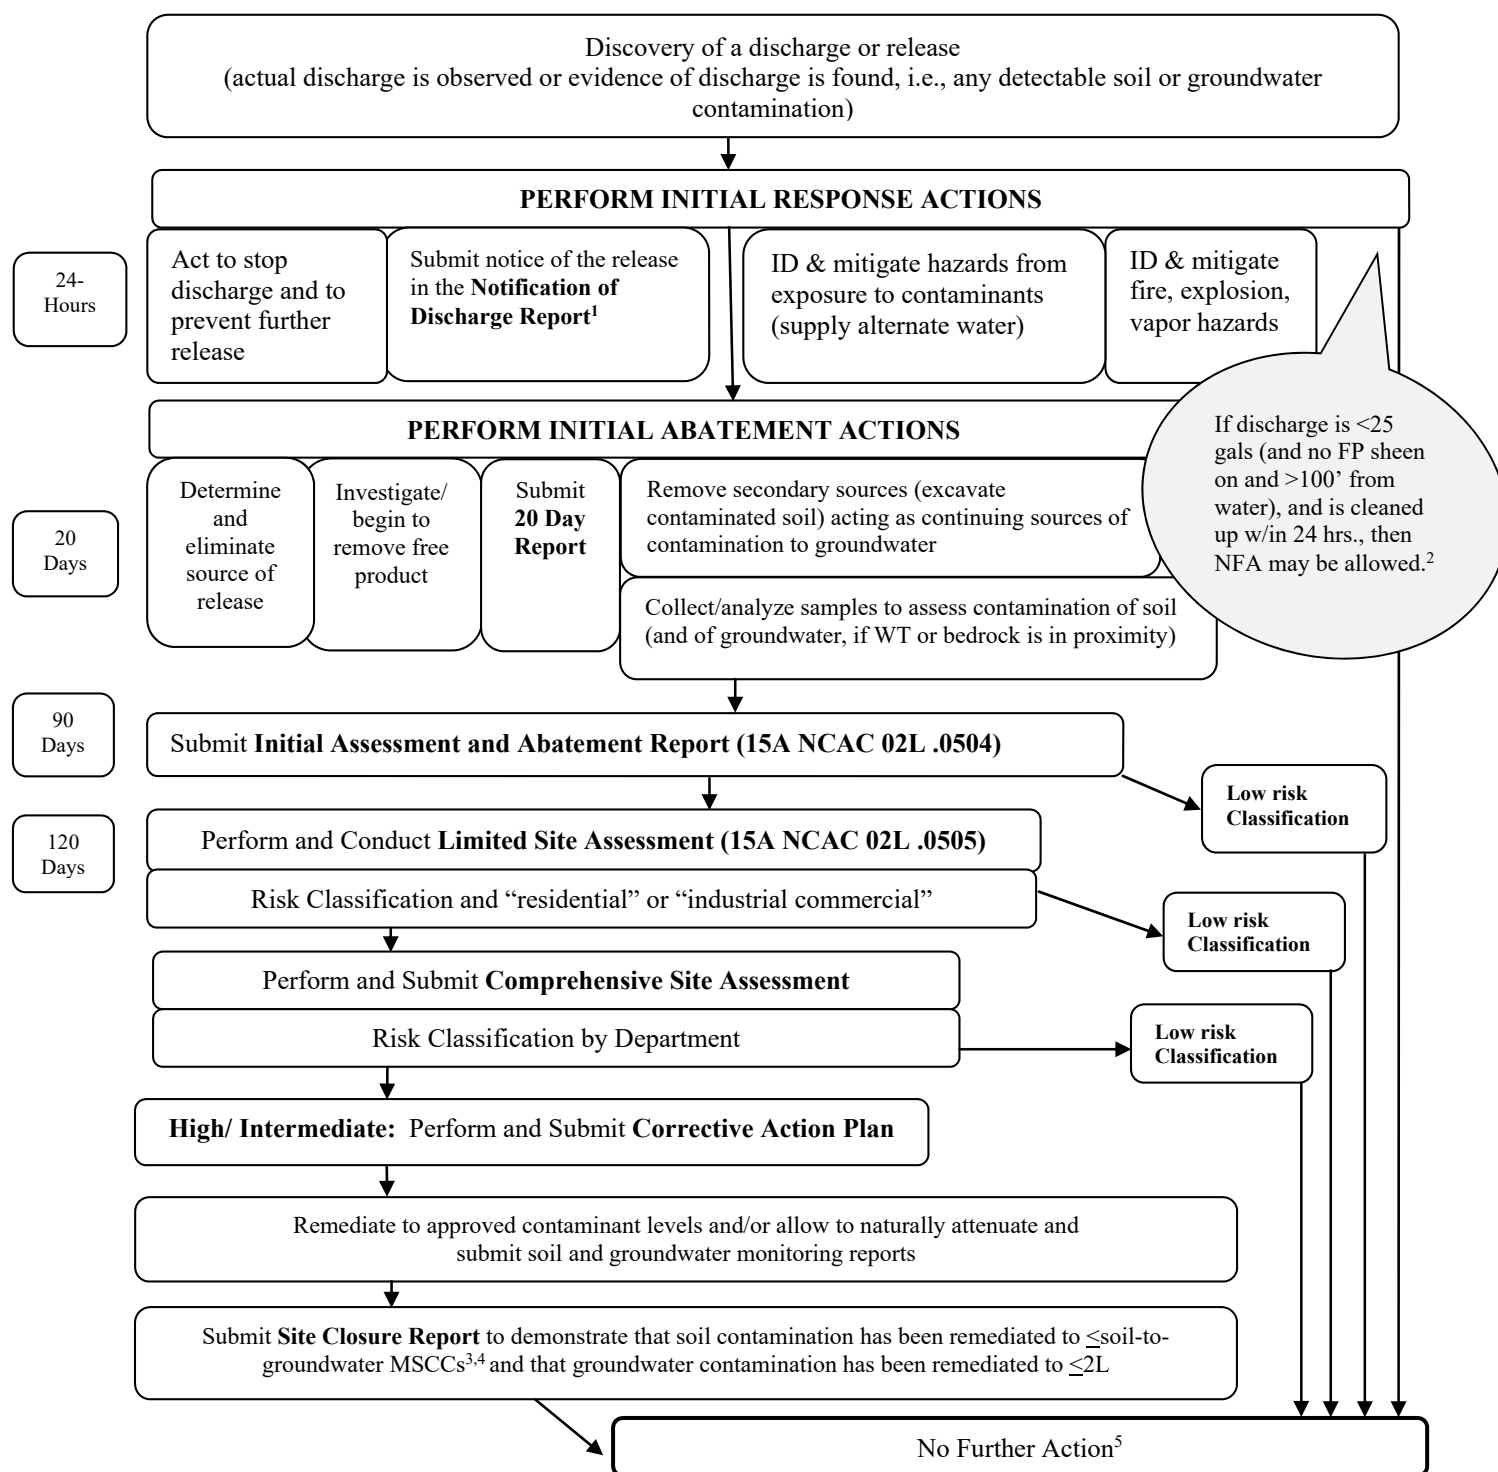 Discovery of a discharge or release
(actual discharge is observed or evidence of discharge is found, i.e., any detectable soil or groundwater
contamination)
PERFORM INITIAL RESPONSE ACTIONS
24-
Hours
Act to stop
discharge and to
prevent further
release
Submit notice of the release
in the Notification of
Discharge Report¹
ID & mitigate hazards from
exposure to contaminants
(supply alternate water)
ID & mitigate
fire, explosion,
vapor hazards
If discharge is <25
gals (and no FP sheen
on and >100’ from
water), and is cleaned
up w/in 24 hrs., then
NFA may be allowed.²
PERFORM INITIAL ABATEMENT ACTIONS
20
Days
Determine
and
eliminate
source of
release
Investigate/
begin to
remove free
product
Submit
20 Day
Report
Remove secondary sources (excavate
contaminated soil) acting as continuing sources of
contamination to groundwater
Collect/analyze samples to assess contamination of soil
(and of groundwater, if WT or bedrock is in proximity)
90
Days
Submit Initial Assessment and Abatement Report (15A NCAC 02L .0504)
Low risk
Classification
120
Days
Perform and Conduct Limited Site Assessment (15A NCAC 02L .0505)
Risk Classification and “residential” or “industrial commercial”
Low risk
Classification
Perform and Submit Comprehensive Site Assessment
Risk Classification by Department
Low risk
Classification
High/ Intermediate: Perform and Submit Corrective Action Plan
Remediate to approved contaminant levels and/or allow to naturally attenuate and
submit soil and groundwater monitoring reports
Submit Site Closure Report to demonstrate that soil contamination has been remediated to ≤soil-to-
groundwater MSCCs³,⁴ and that groundwater contamination has been remediated to ≤2L
No Further Action⁵